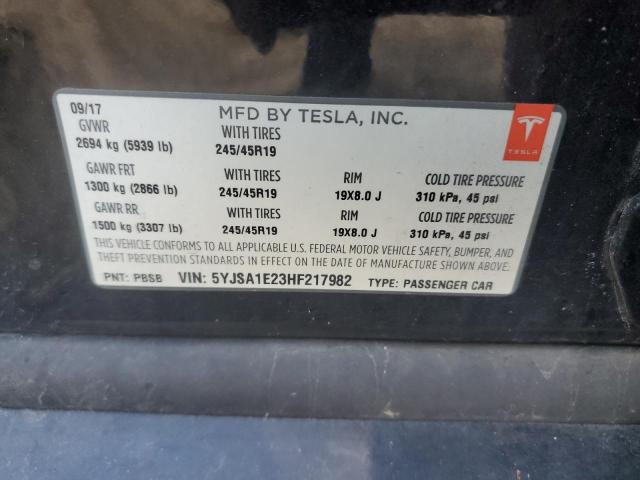 09/17 MFD BY TESLA, INC.
GVWR WITH TIRES
2694 kg (5939 lb) 245/45R19
TESLA
GAWR FRT WITH TIRES RIM COLD TIRE PRESSURE
1300 kg (2866 lb) 245/45R19 19X8.0 J 310 kPa, 45 psi
GAWR RR WITH TIRES RIM COLD TIRE PRESSURE
1500 kg (3307 lb) 245/45R19 19X8.0 J 310 kPa, 45 psi
THIS VEHICLE CONFORMS TO ALL APPLICABLE U.S. FEDERAL MOTOR VEHICLE SAFETY, BUMPER, AND
THEFT PREVENTION STANDARDS IN EFFECT ON THE DATE OF MANUFACTURE SHOWN ABOVE:
PNT: PBSB VIN: 5YJSA1E23HF217982 TYPE: PASSENGER CAR